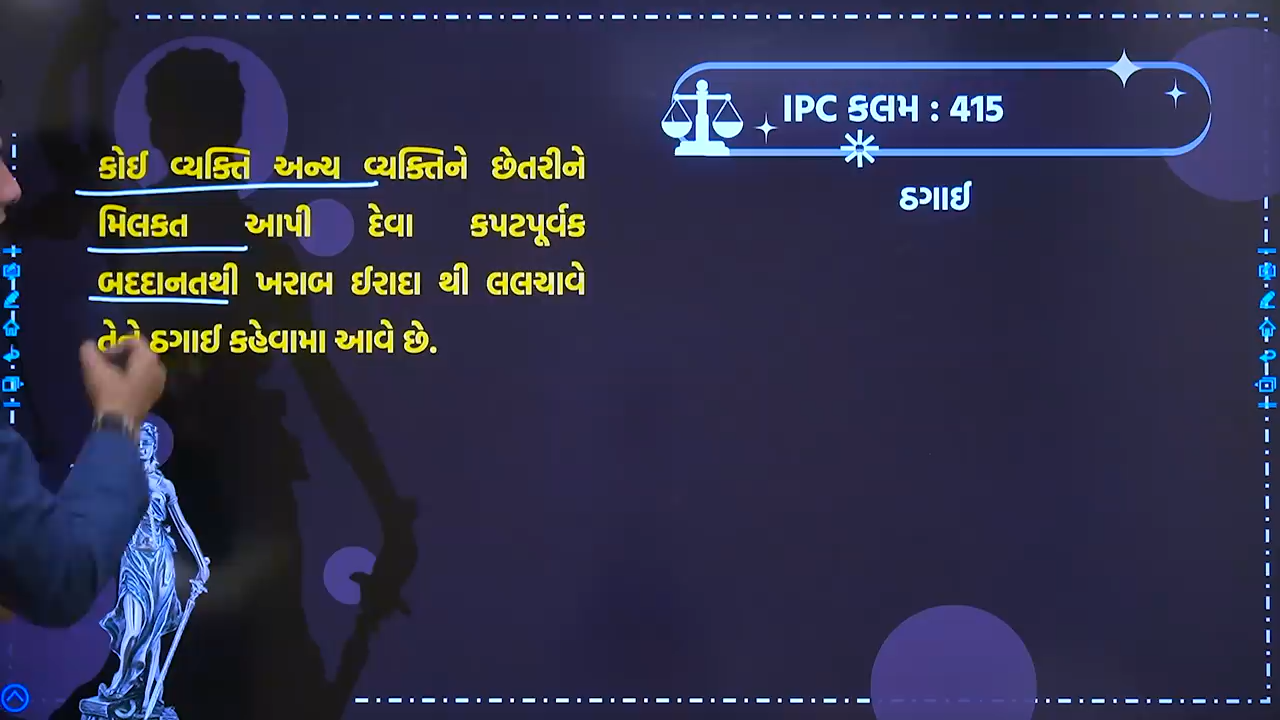 IPC કલમ : 415
ઠગાઈ
કોઈ વ્યક્તિ અન્ય વ્યક્તિને છેતરીને
મિલકત આપી દેવા કપટપૂર્વક
બદદાનતથી ખરાબ ઈરાદા થી લલચાવે
તેને ઠગાઈ કહેવામા આવે છે.